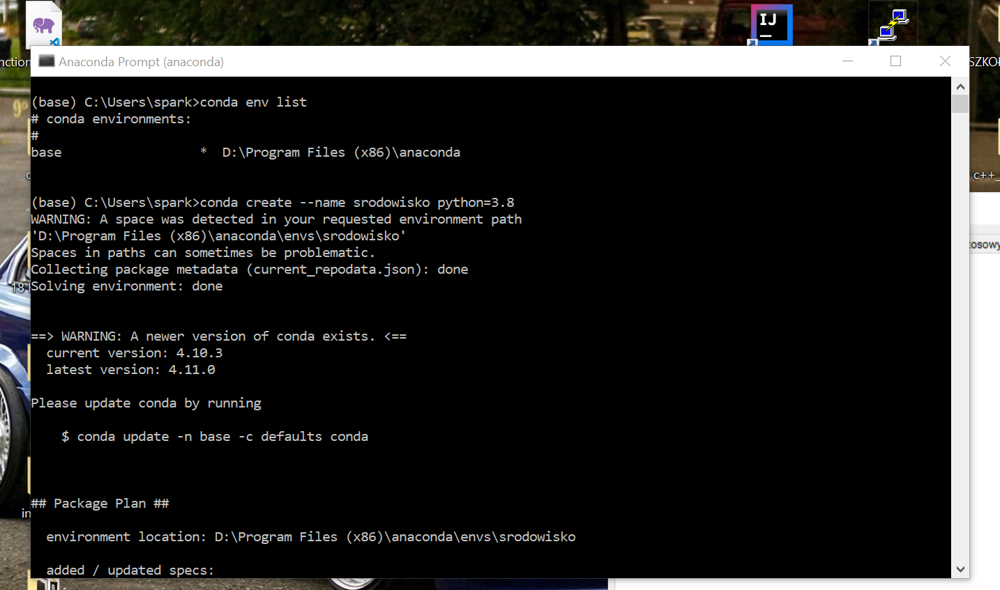 IJ
nction
SZKOŁ
Anaconda Prompt (anaconda)
(base) C:\Users\spark>conda env list
# conda environments:
#
base                  *  D:\Program Files (x86)\anaconda
(base) C:\Users\spark>conda create --name srodowisko python=3.8
WARNING: A space was detected in your requested environment path
'D:\Program Files (x86)\anaconda\envs\srodowisko'
Spaces in paths can sometimes be problematic.
Collecting package metadata (current_repodata.json): done
Solving environment: done
==> WARNING: A newer version of conda exists. <==
  current version: 4.10.3
  latest version: 4.11.0
Please update conda by running
    $ conda update -n base -c defaults conda
## Package Plan ##
  environment location: D:\Program Files (x86)\anaconda\envs\srodowisko
  added / updated specs:
c++_
tosowy
18
in